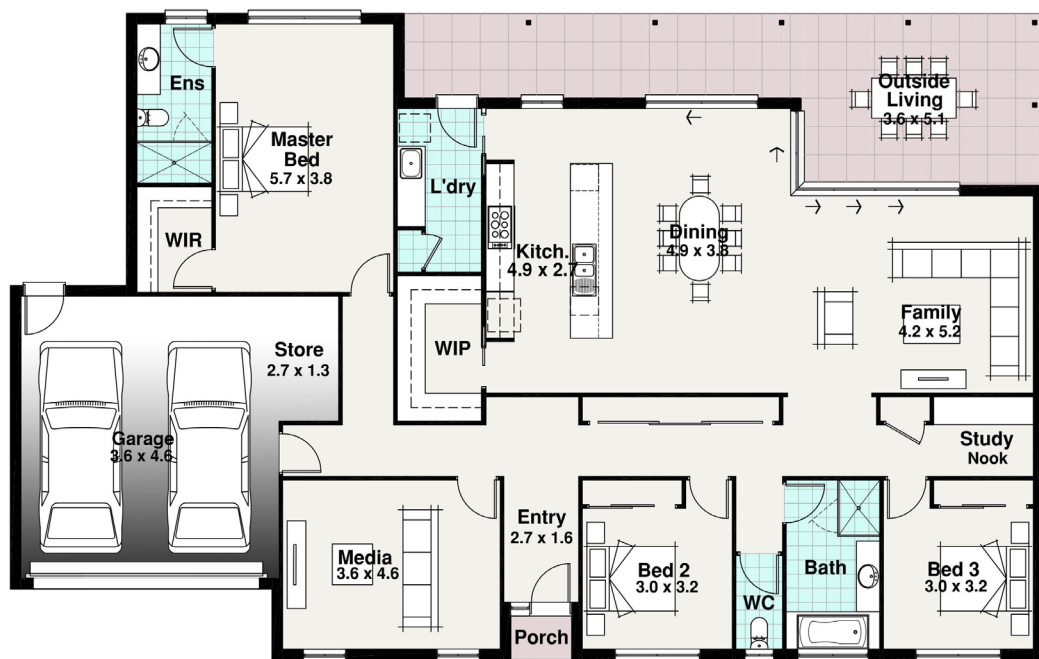 Ens
Master
Bed
5.7 x 3.8
WIR
L'dry
Kitch.
4.9 x 2.7
Dining
4.9 x 3.8
Outside
Living
3.6 x 5.1
Family
4.2 x 5.2
WIP
Store
2.7 x 1.3
Garage
3.6 x 4.6
Study
Nook
Media
3.6 x 4.6
Entry
2.7 x 1.6
Porch
Bed 2
3.0 x 3.2
WC
Bath
Bed 3
3.0 x 3.2